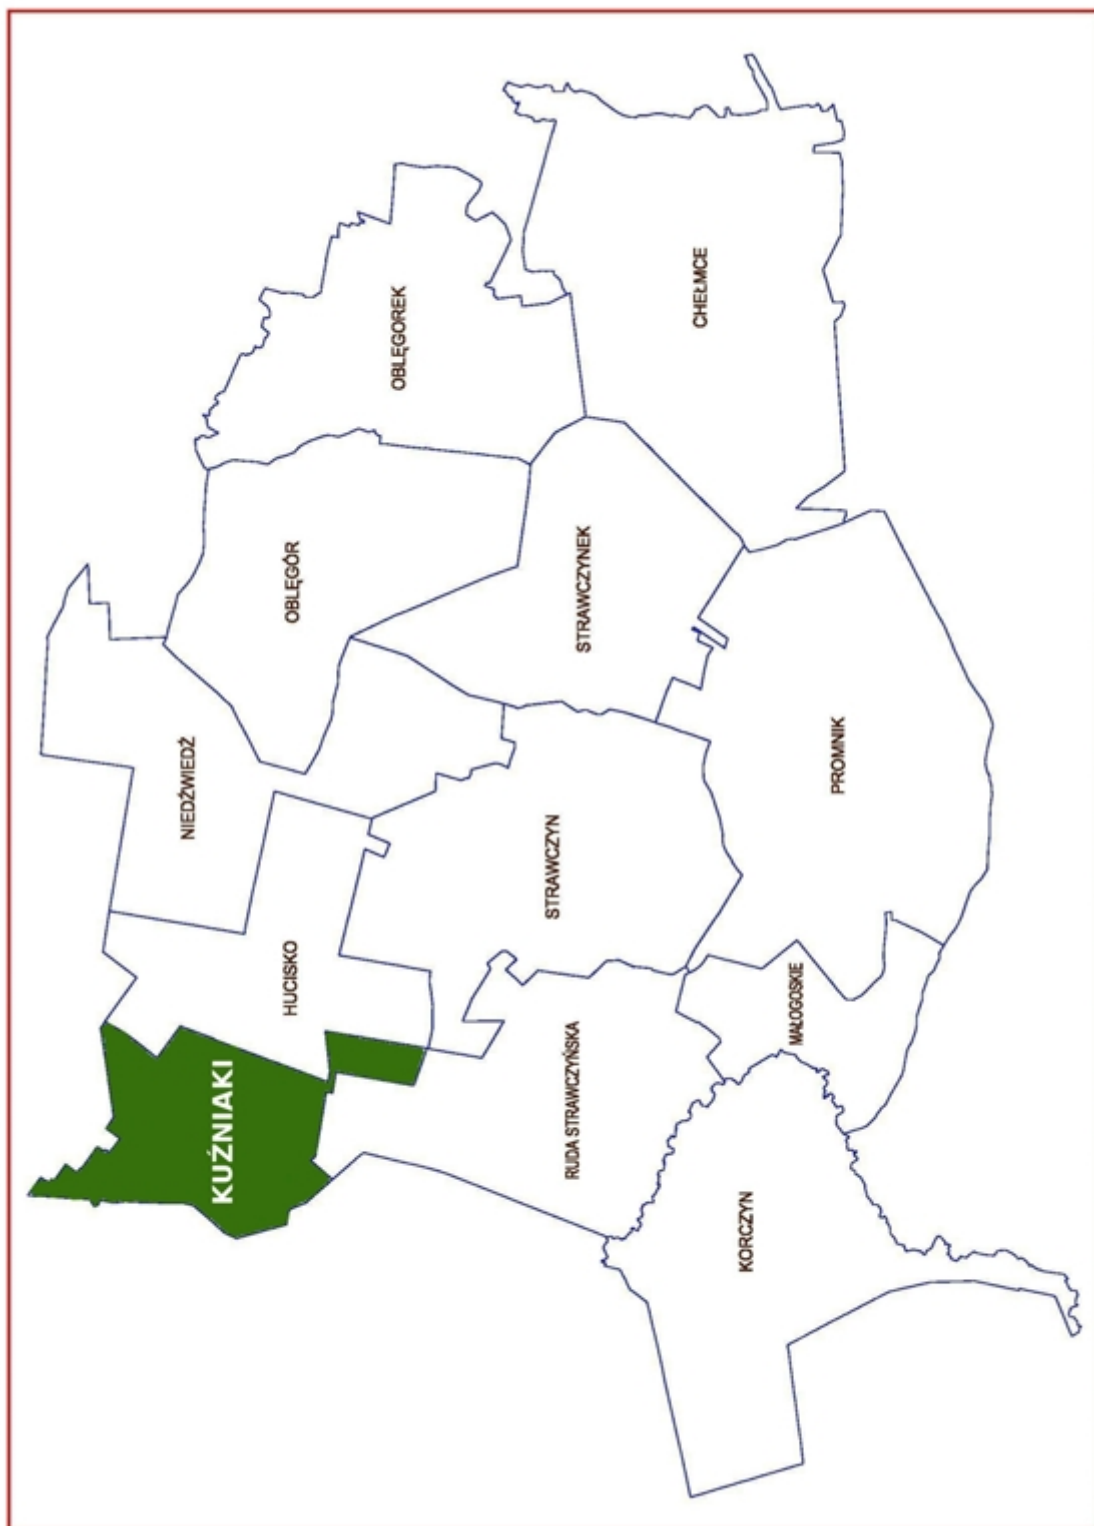 KUŹNIAKI
HUCISKO
NIEDŹWIEDŹ
OBLĘGÓR
OBLĘGOREK
RUDA STRAWCZYŃSKA
STRAWCZYN
STRAWCZYNEK
KORCZYN
MAŁOGOSKIE
PROMNIK
CHEŁMCE